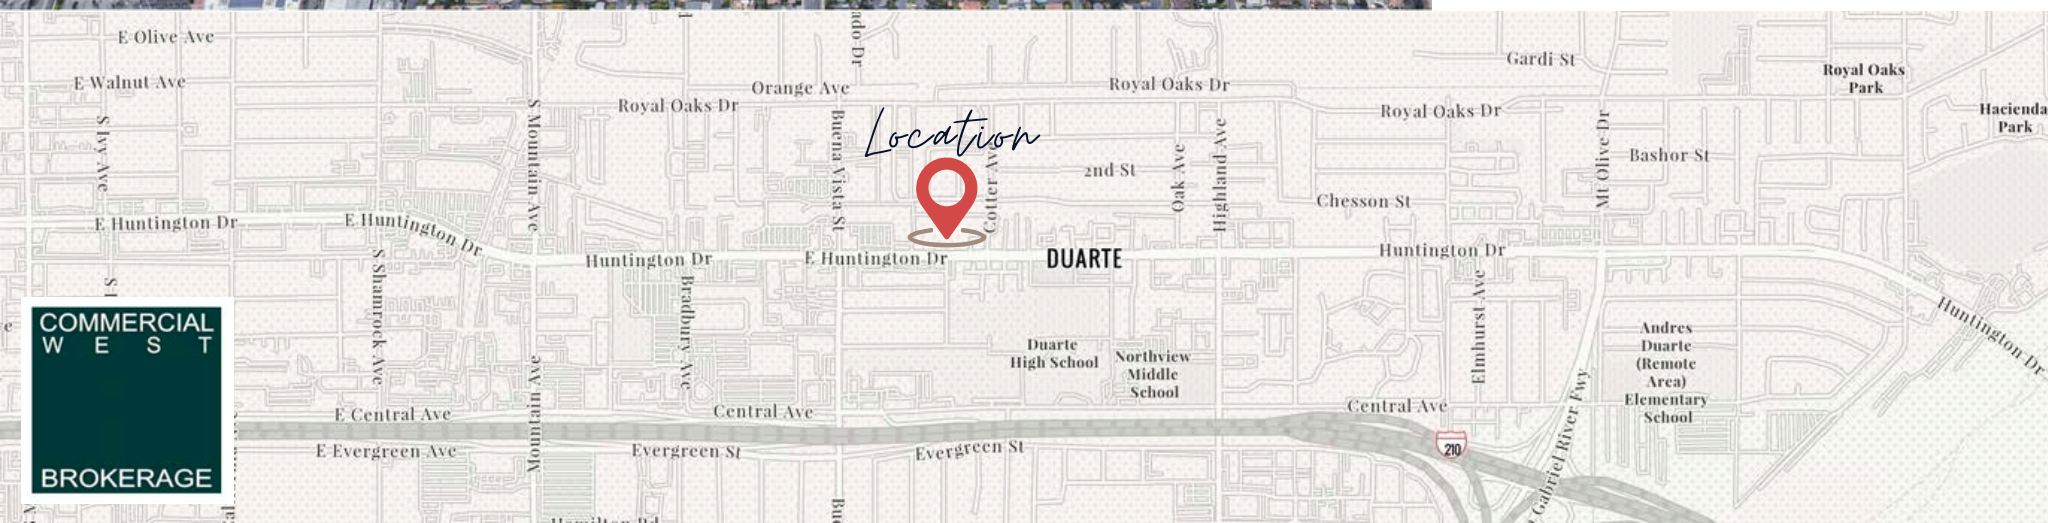 E Olive Ave
E Walnut Ave
S Ivy Ave
E Huntington Dr
E Huntington Dr
S Mountain Ave
S Shamrock Ave
Royal Oaks Dr
Orange Ave
Buena Vista St
Location
Cotter Ave
Royal Oaks Dr
2nd St
Oak Ave
Highland Ave
Gardi St
Royal Oaks Dr
Chesson St
Mt Olive Dr
Bashor St
Royal Oaks
Park
Hacienda
Park
Huntington Dr
Bradbury Ave
E Huntington Dr
DUARTE
Huntington Dr
Elmhurst Ave
Huntington Dr
Duarte
High School
Northview
Middle
School
Andres
Duarte
(Remote
Area)
Elementary
School
COMMERCIAL
WEST
BROKERAGE
E Central Ave
Mountain Ave
Central Ave
Central Ave
E Evergreen Ave
Evergreen St
Evergreen St
210
Gabriel River Fwy
Hamilton Rd